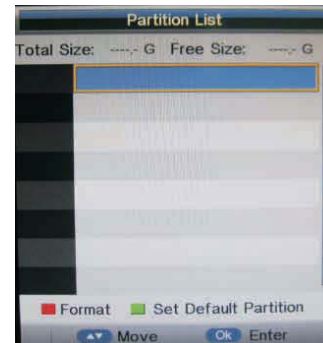 Partition List
Total Size: ----.- G Free Size: ----.- G
Format Set Default Partition
Move Ok Enter